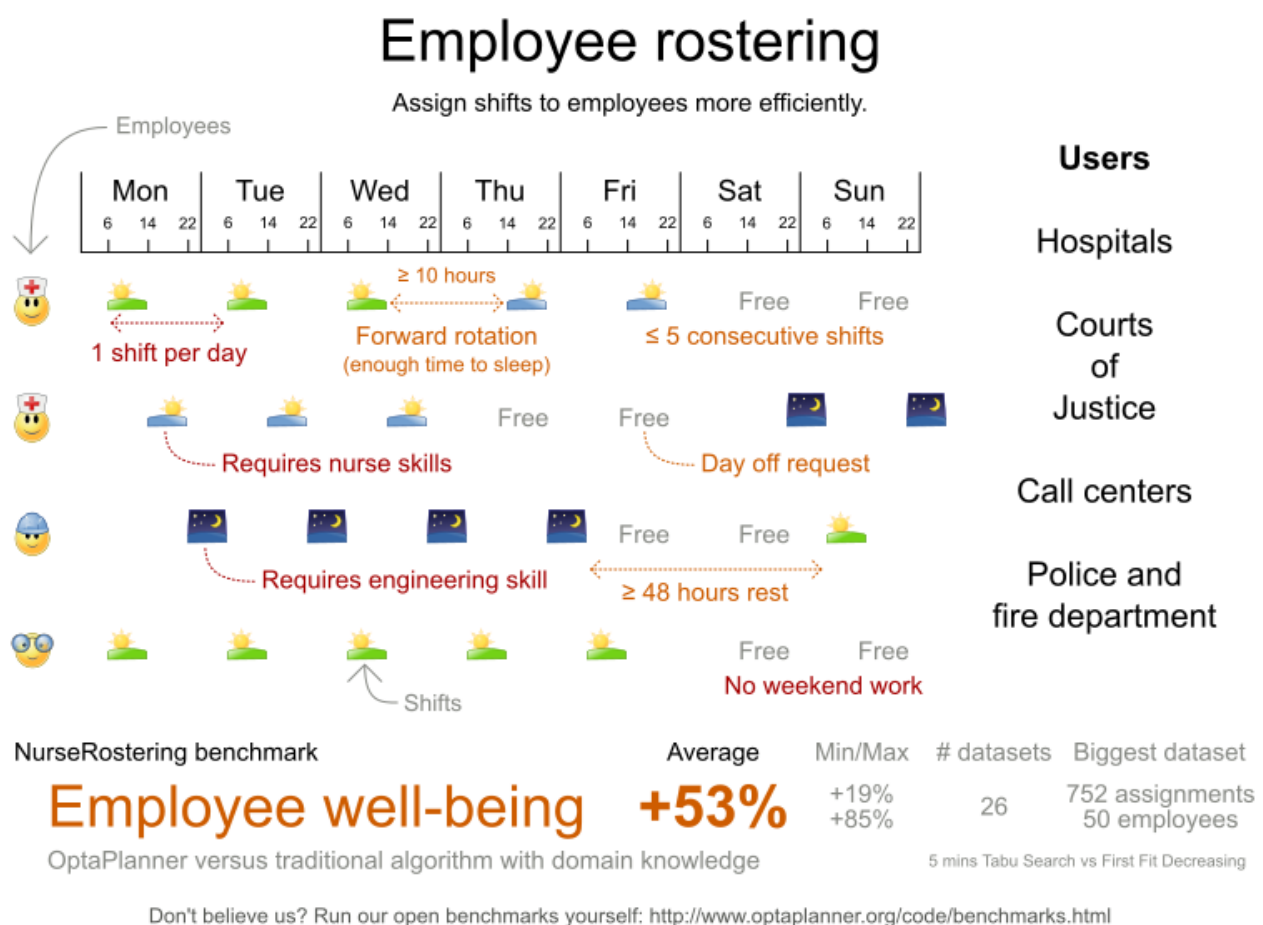 Employee rostering
Assign shifts to employees more efficiently.
Employees
Mon Tue Wed Thu Fri Sat Sun
6 14 22 6 14 22 6 14 22 6 14 22 6 14 22 6 14 22 6 14 22
≥ 10 hours
Free Free
1 shift per day
Forward rotation
(enough time to sleep)
≤ 5 consecutive shifts
Free Free
Requires nurse skills
Day off request
Free Free
Requires engineering skill
≥ 48 hours rest
Free Free
No weekend work
Shifts
Users
Hospitals
Courts
of
Justice
Call centers
Police and
fire department
NurseRostering benchmark
Average Min/Max # datasets Biggest dataset
Employee well-being +53%
+19%
+85%
26
752 assignments
50 employees
OptaPlanner versus traditional algorithm with domain knowledge
5 mins Tabu Search vs First Fit Decreasing
Don't believe us? Run our open benchmarks yourself: http://www.optaplanner.org/code/benchmarks.html